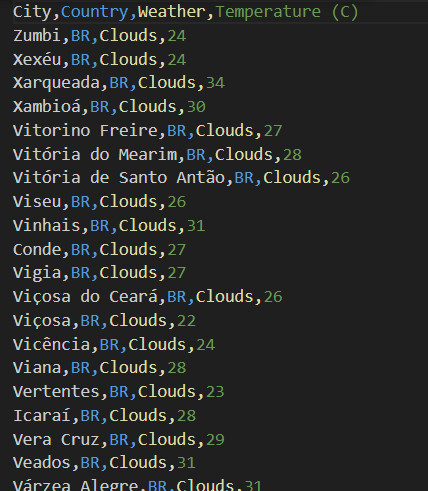 City,Country,Weather,Temperature (C)
Zumbi,BR,Clouds,24
Xexéu,BR,Clouds,24
Xarqueada,BR,Clouds,34
Xambioá,BR,Clouds,30
Vitorino Freire,BR,Clouds,27
Vitória do Mearim,BR,Clouds,28
Vitória de Santo Antão,BR,Clouds,26
Viseu,BR,Clouds,26
Vinhais,BR,Clouds,31
Conde,BR,Clouds,27
Vigia,BR,Clouds,27
Viçosa do Ceará,BR,Clouds,26
Viçosa,BR,Clouds,22
Vicência,BR,Clouds,24
Viana,BR,Clouds,28
Vertentes,BR,Clouds,23
Icaraí,BR,Clouds,28
Vera Cruz,BR,Clouds,29
Veados,BR,Clouds,31
Várzea Alegre,BR,Clouds,31